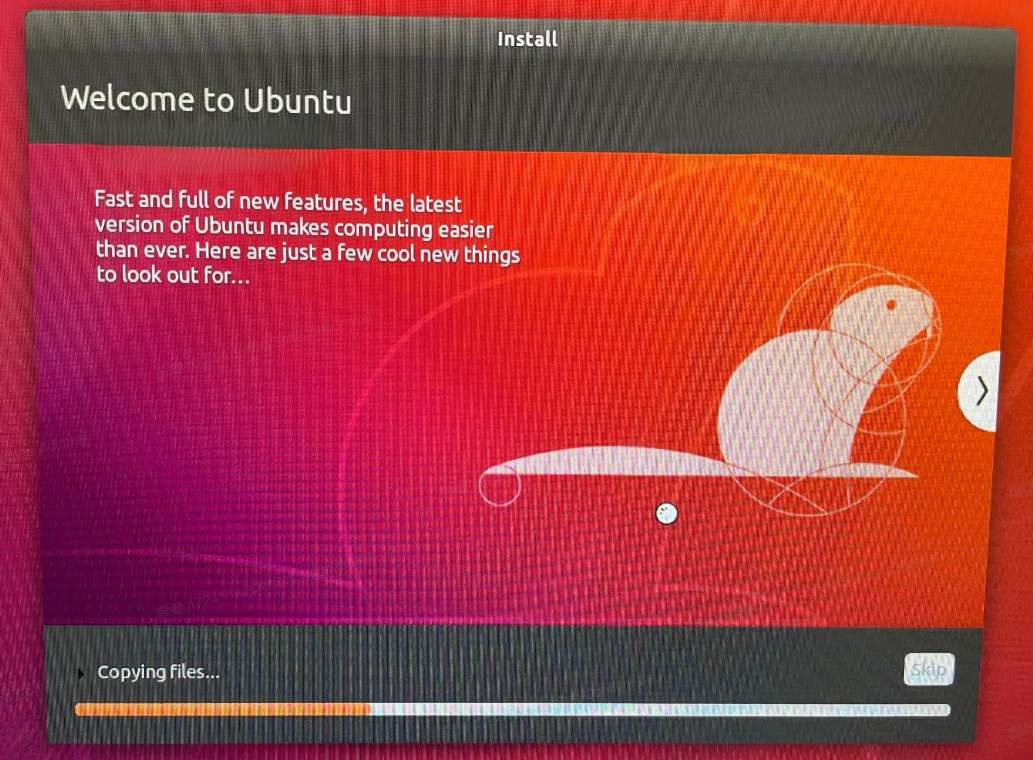 Install
Welcome to Ubuntu
Fast and full of new features, the latest
version of Ubuntu makes computing easier
than ever. Here are just a few cool new things
to look out for...
Copying files...
Skip